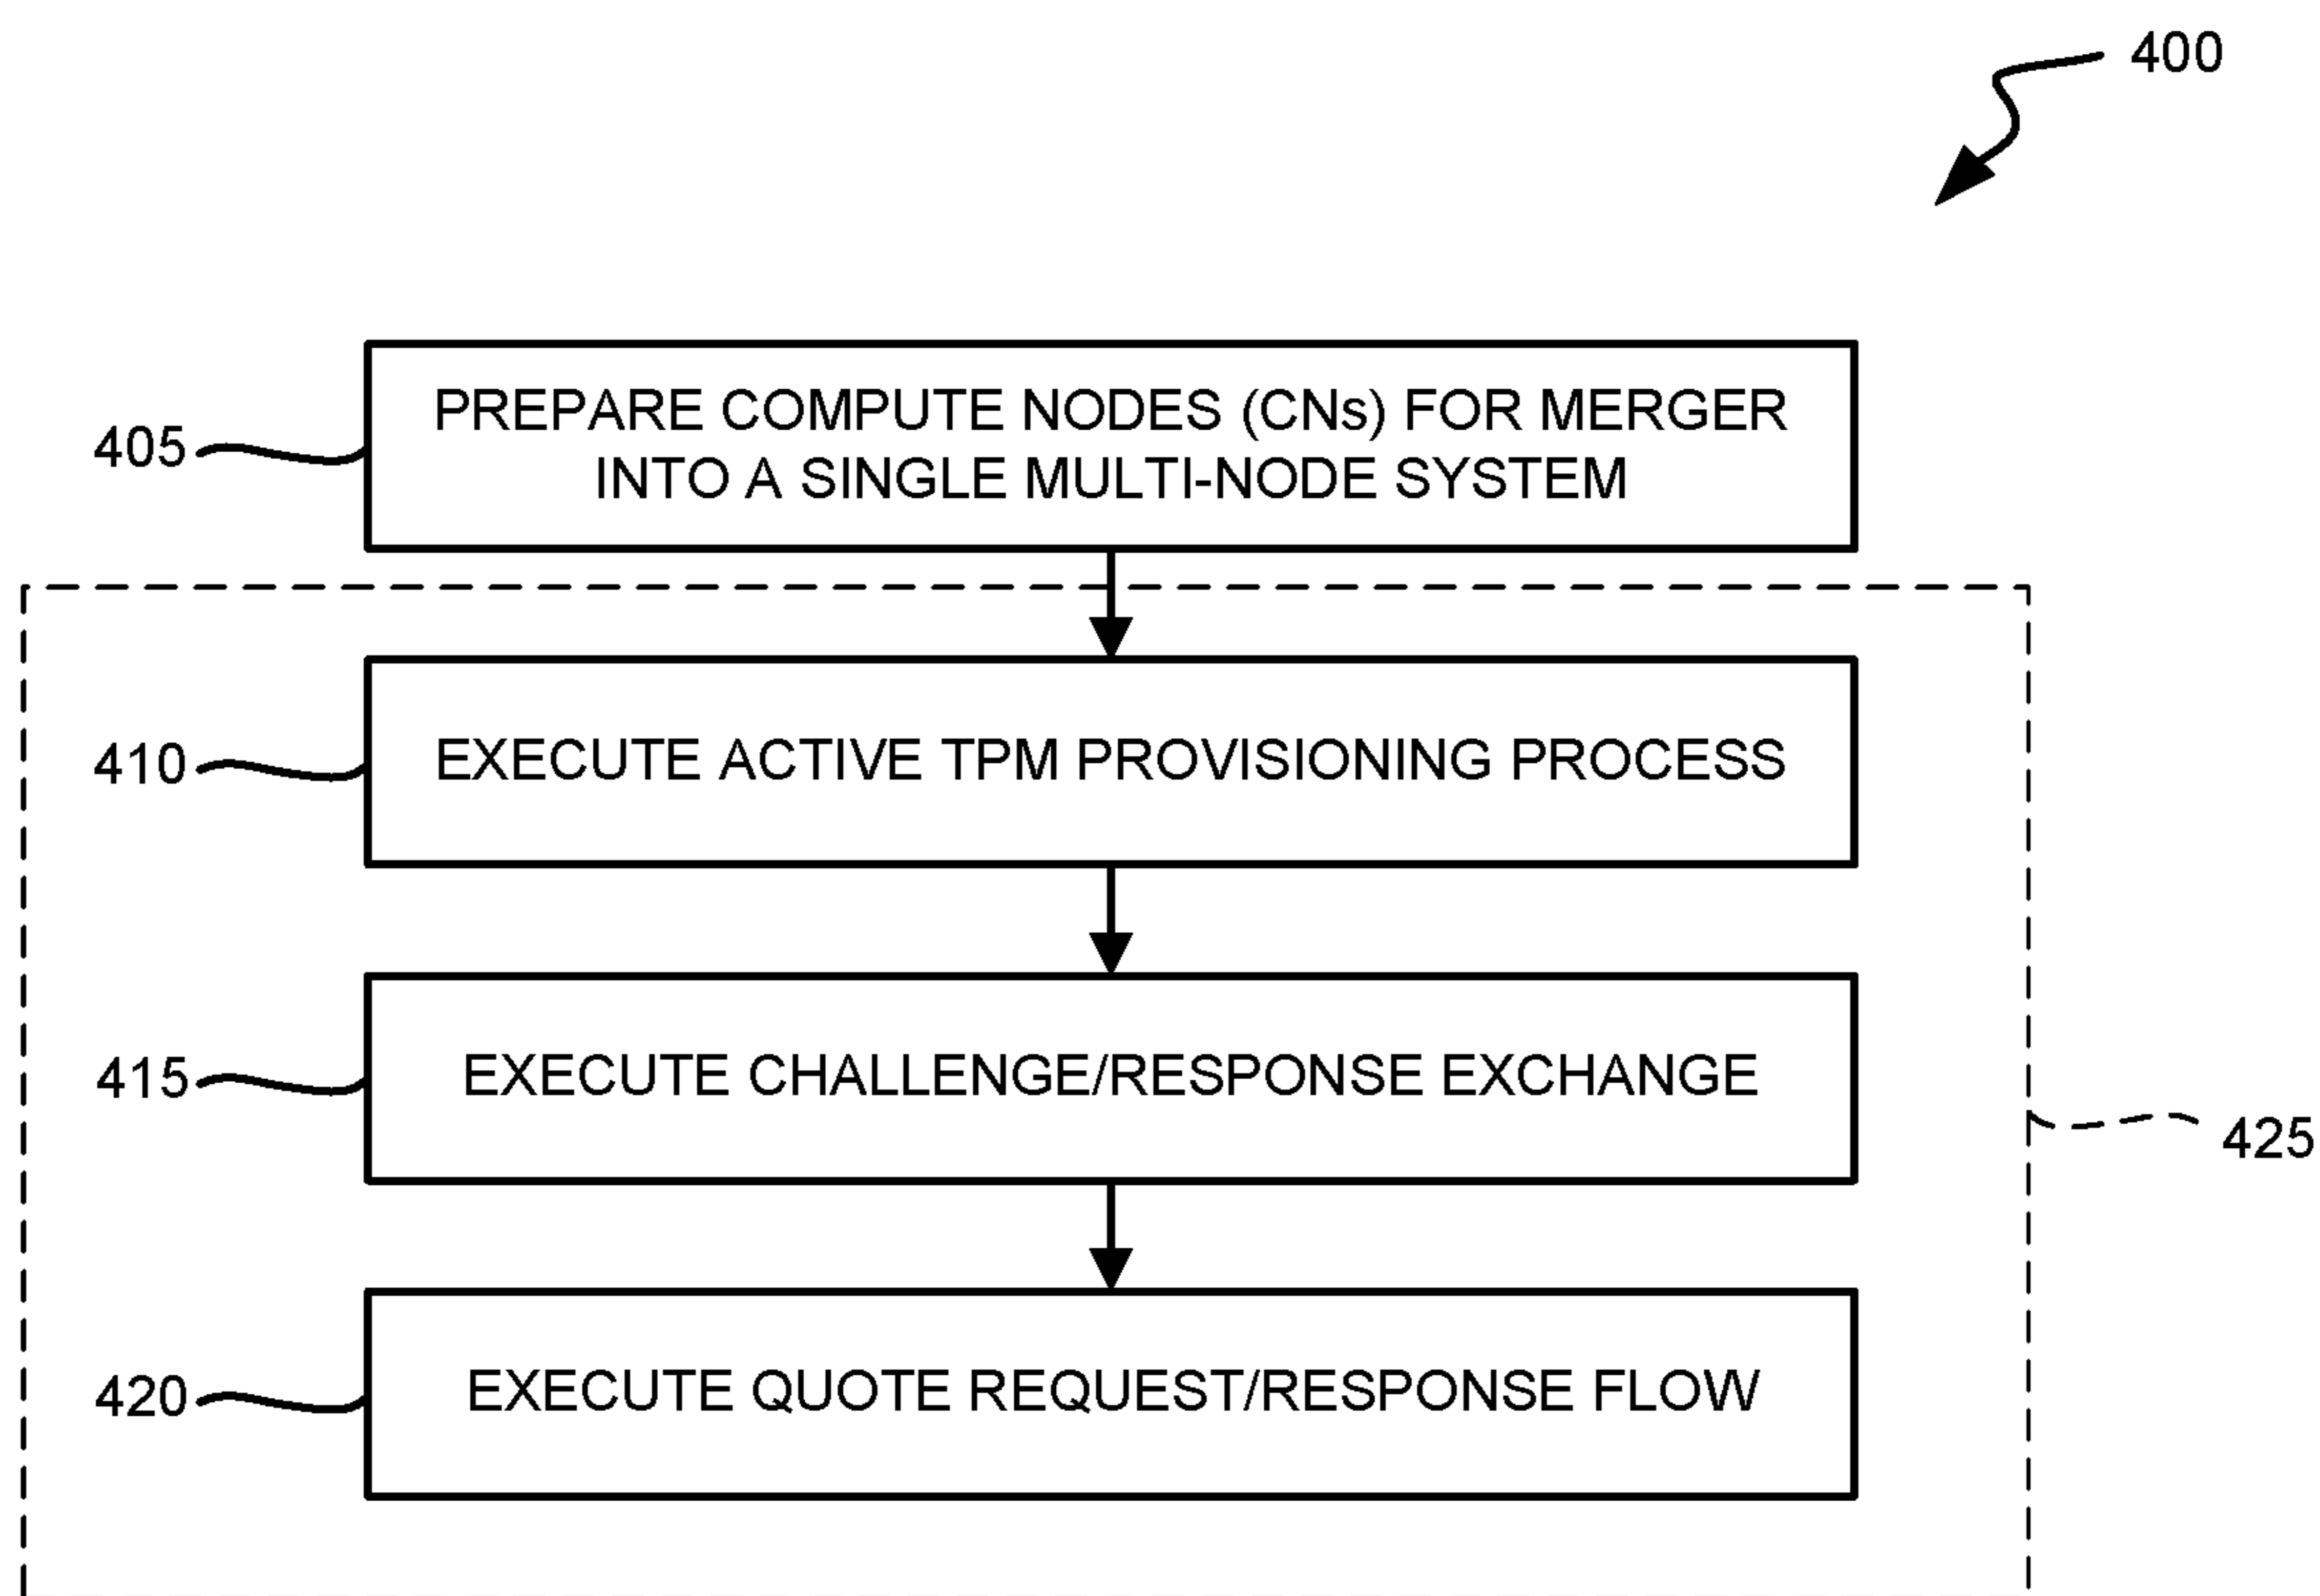 400
405
PREPARE COMPUTE NODES (CNs) FOR MERGER
INTO A SINGLE MULTI-NODE SYSTEM
410
EXECUTE ACTIVE TPM PROVISIONING PROCESS
415
EXECUTE CHALLENGE/RESPONSE EXCHANGE
425
420
EXECUTE QUOTE REQUEST/RESPONSE FLOW